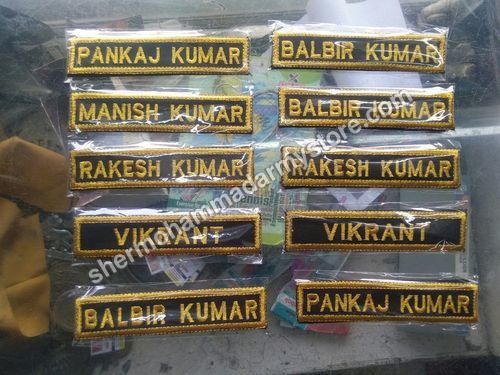 PANKAJ KUMAR
BALBIR KUMAR
MANISH KUMAR
BALBIR KUMAR
RAKESH KUMAR
RAKESH KUMAR
VIKRANT
VIKRANT
BALBIR KUMAR
PANKAJ KUMAR
shermohammadarmystore.com